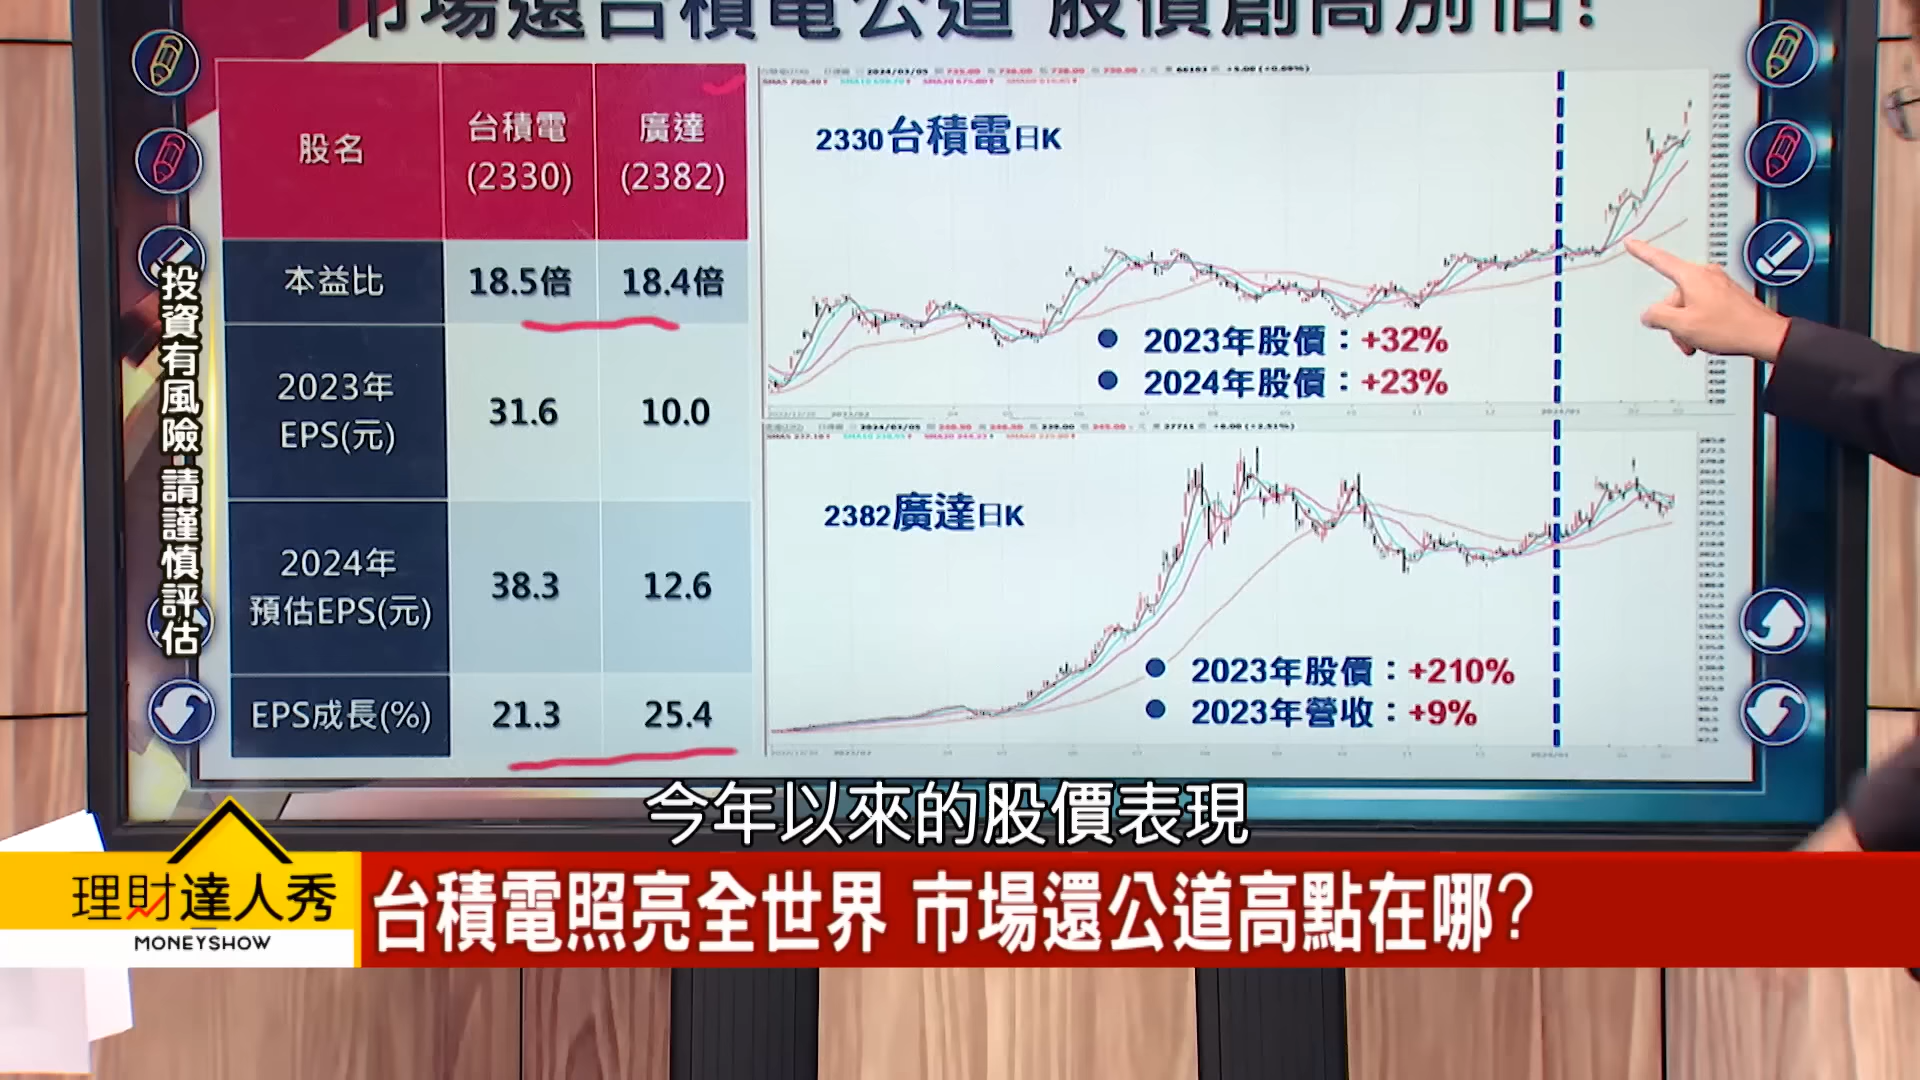 市場還台積電公道 股價創高別怕!
股名
台積電
(2330)
廣達
(2382)
本益比
18.5倍
18.4倍
2023年
EPS(元)
31.6
10.0
2024年
預估EPS(元)
38.3
12.6
EPS成長(%)
21.3
25.4
2330台積電日K
2023年股價：+32%
2024年股價：+23%
2382廣達日K
2023年股價：+210%
2023年營收：+9%
投資有風險 請謹慎評估
今年以來的股價表現
理財達人秀
MONEYSHOW
台積電照亮全世界 市場還公道高點在哪?